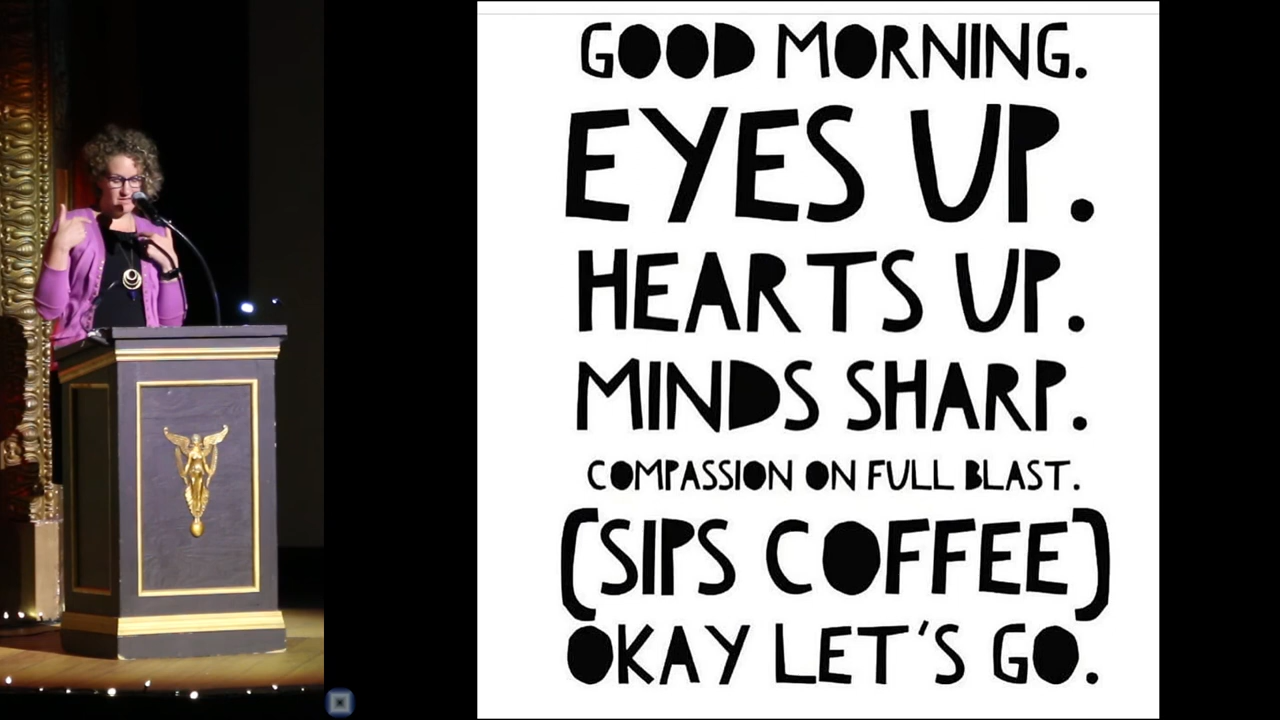 GOOD MORNING.
EYES UP.
HEARTS UP.
MINDS SHARP.
COMPASSION ON FULL BLAST.
(SIPS COFFEE)
OKAY LET'S GO.